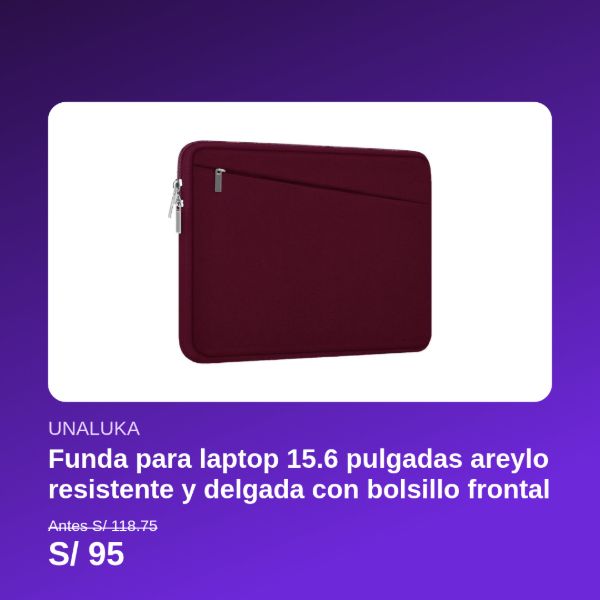 UNALUKA
Funda para laptop 15.6 pulgadas areylo
resistente y delgada con bolsillo frontal
Antes S/ 118.75
S/ 95